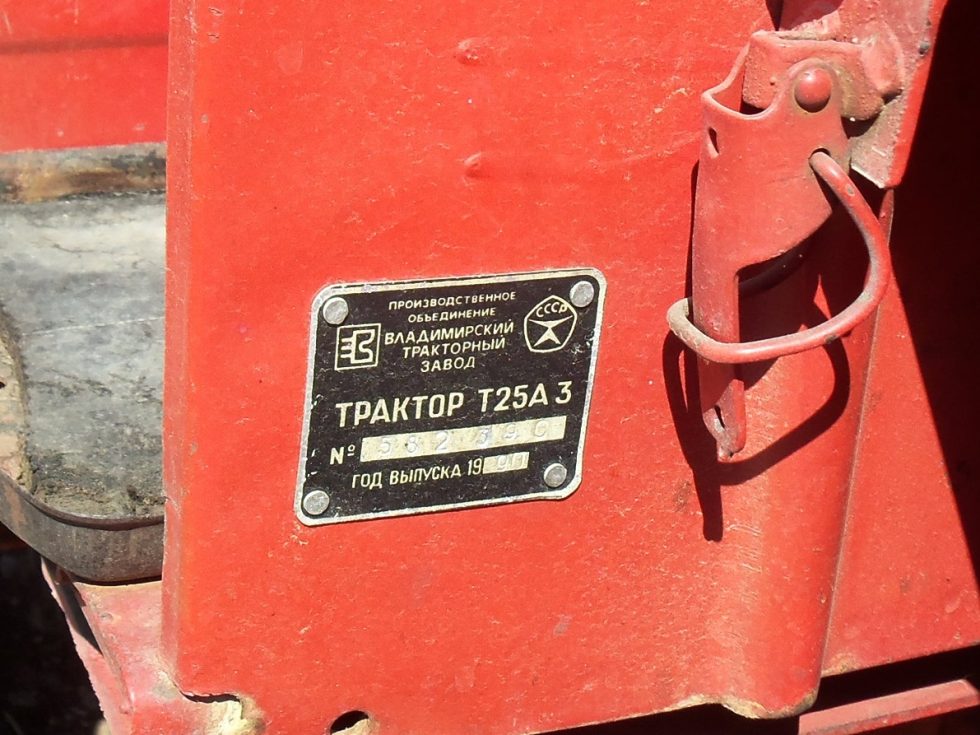 ПРОИЗВОДСТВЕННОЕ
ОБЪЕДИНЕНИЕ
ВЛАДИМИРСКИЙ
ТРАКТОРНЫЙ
ЗАВОД
СССР
ТРАКТОР Т25А 3
№
ГОД ВЫПУСКА 19